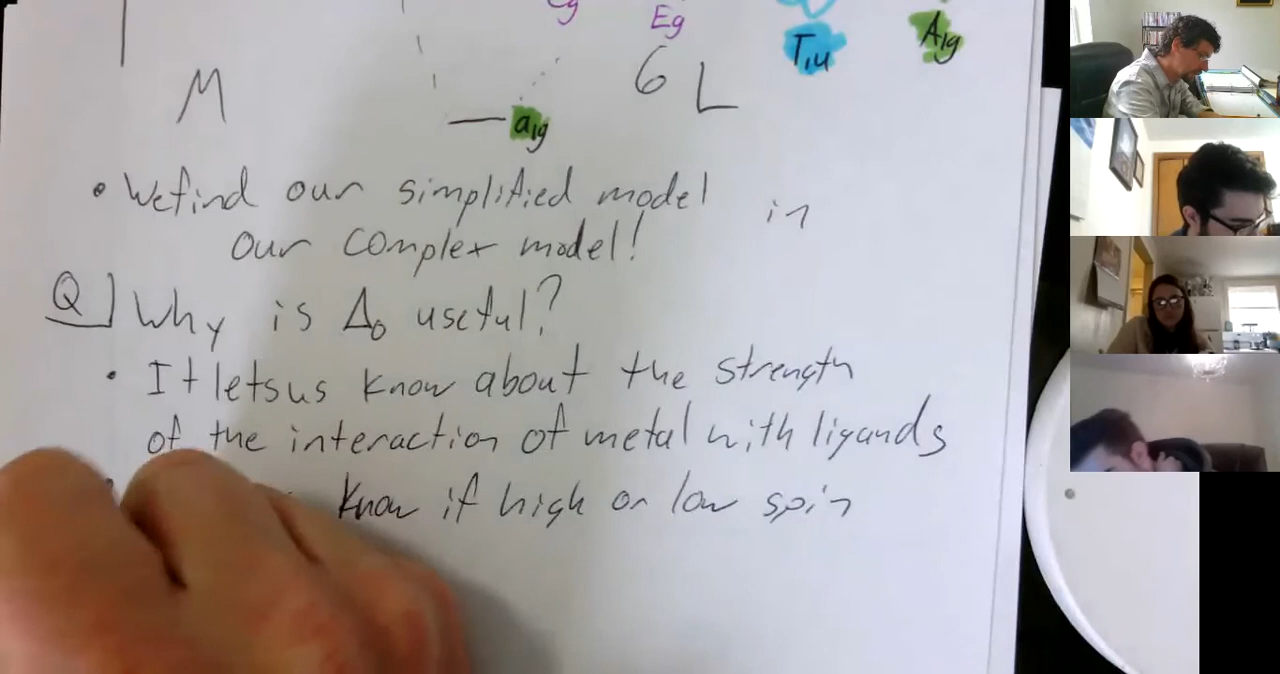 eg Eg T1u A1g
M 6 L
a1g
• We find our simplified model in
our complex model!
Q] Why is Δo useful?
• It lets us know about the strength
of the interaction of metal with ligands
know if high or low spin